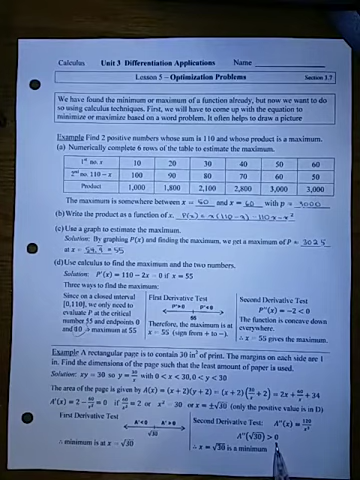 Calculus Unit 3 Differentiation Applications Name
Lesson 5 – Optimization Problems Section 3.7
We have found the minimum or maximum of a function already, but now we want to do
so using calculus techniques. First, we will have to come up with the equation to
minimize or maximize based on a word problem. It often helps to draw a picture
Example Find 2 positive numbers whose sum is 110 and whose product is a maximum.
(a) Numerically complete 6 rows of the table to estimate the maximum.
1st no. x 10 20 30 40 50 60
2nd no. 110 – x 100 90 80 70 60 50
Product 1,000 1,800 2,100 2,800 3,000 3,000
The maximum is somewhere between x = 50 and x = 60 with p ≈ 3000
(b) Write the product as a function of x. P(x) = x(110-x) = 110x-x²
(c) Use a graph to estimate the maximum.
Solution: By graphing P(x) and finding the maximum, we get a maximum of P = 3025
at x = 54.9 ≈ 55
(d) Use calculus to find the maximum and the two numbers.
Solution: P'(x) = 110 – 2x = 0 if x = 55
Three ways to find the maximum:
Since on a closed interval
[0,110], we only need to
evaluate P at the critical
number 55 and endpoints 0
and 110 ∴ maximum at 55
First Derivative Test
P'>0 P'<0
55
Therefore, the maximum is at
x = 55 (sign from + to –).
Second Derivative Test
P''(x) = –2 < 0
The function is concave down
everywhere.
∴ x = 55 gives the maximum.
Example A rectangular page is to contain 30 in² of print. The margins on each side are 1
in. Find the dimensions of the page such that the least amount of paper is used.
Solution: xy = 30 so y = 30/x with 0 < x < 30, 0 < y < 30
The area of the page is given by A(x) = (x + 2)(y + 2) = (x + 2)(30/x + 2) = 2x + 60/x + 34
A'(x) = 2 – 60/x² = 0 if 60/x² = 2 or x² = 30 or x = ±√30 (only the positive value is in D)
First Derivative Test
A'<0 A'>0
√30
∴ minimum is at x = √30
Second Derivative Test: A''(x) = 120/x³
A''(√30) > 0
∴ x = √30 is a minimum